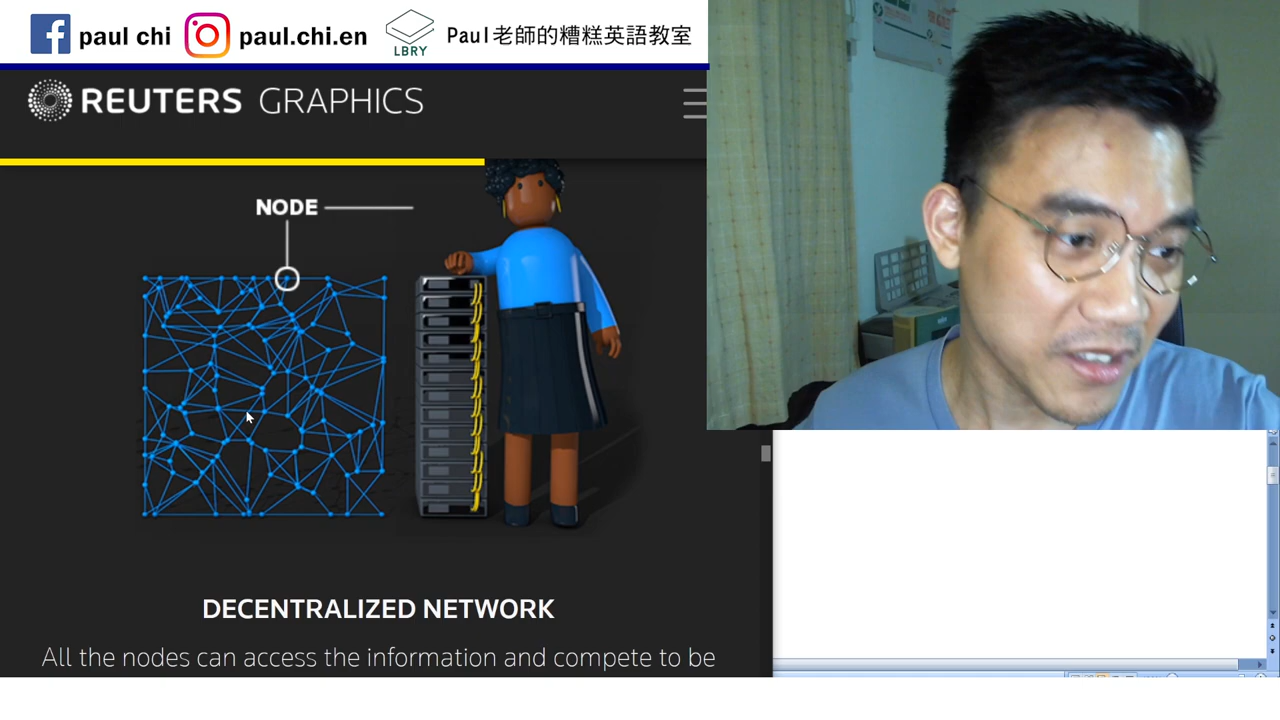 paul chi paul.chi.en LBRY Paul老師的糟糕英語教室
REUTERS GRAPHICS
NODE
DECENTRALIZED NETWORK
All the nodes can access the information and compete to be